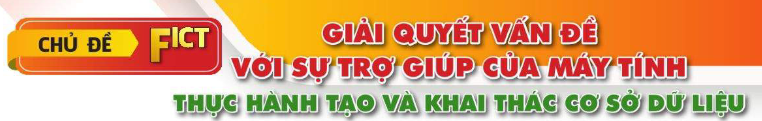 CHỦ ĐỀ FICT
GIẢI QUYẾT VẤN ĐỀ
VỚI SỰ TRỢ GIÚP CỦA MÁY TÍNH
THỰC HÀNH TẠO VÀ KHAI THÁC CƠ SỞ DỮ LIỆU